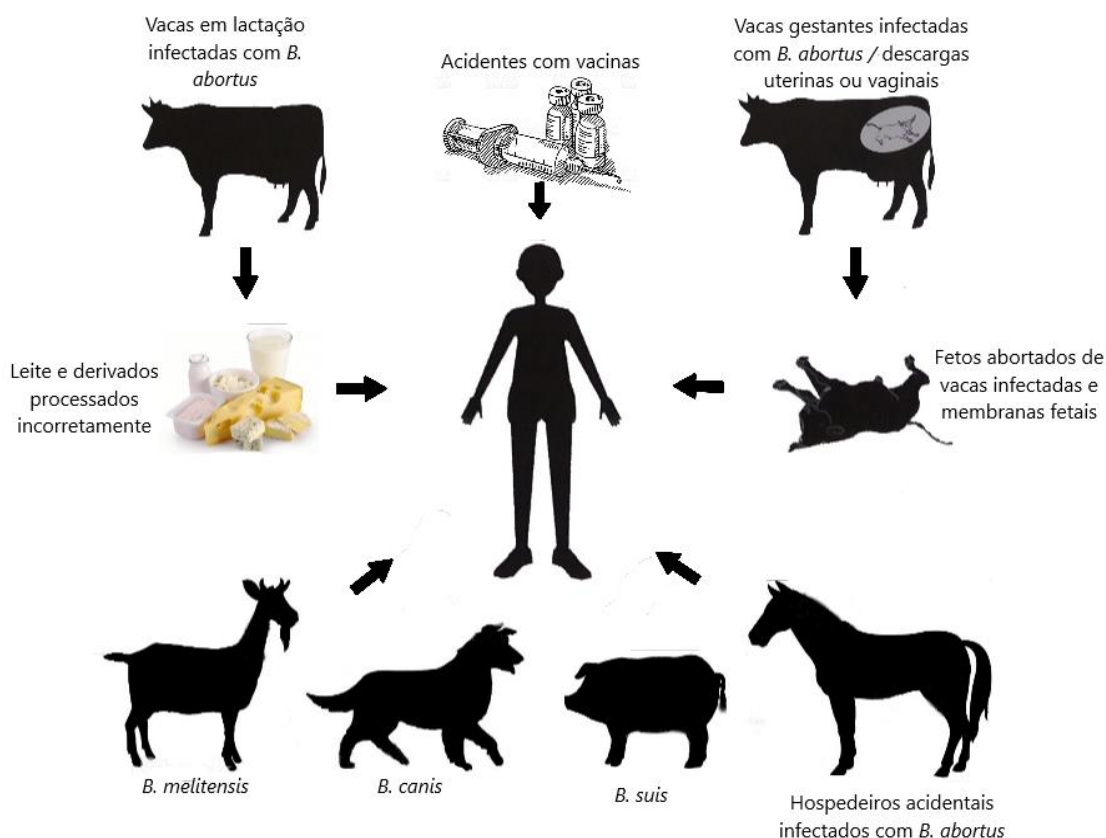 Vacas em lactação
infectadas com B.
abortus
Acidentes com vacinas
Vacas gestantes infectadas
com B. abortus / descargas
uterinas ou vaginais
Leite e derivados
processados
incorretamente
Fetos abortados de
vacas infectadas e
membranas fetais
B. melitensis
B. canis
B. suis
Hospedeiros acidentais
infectados com B. abortus